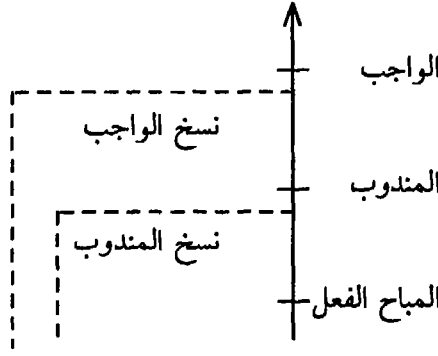 الواجب
نسخ الواجب
المندوب
نسخ المندوب
المباح الفعل